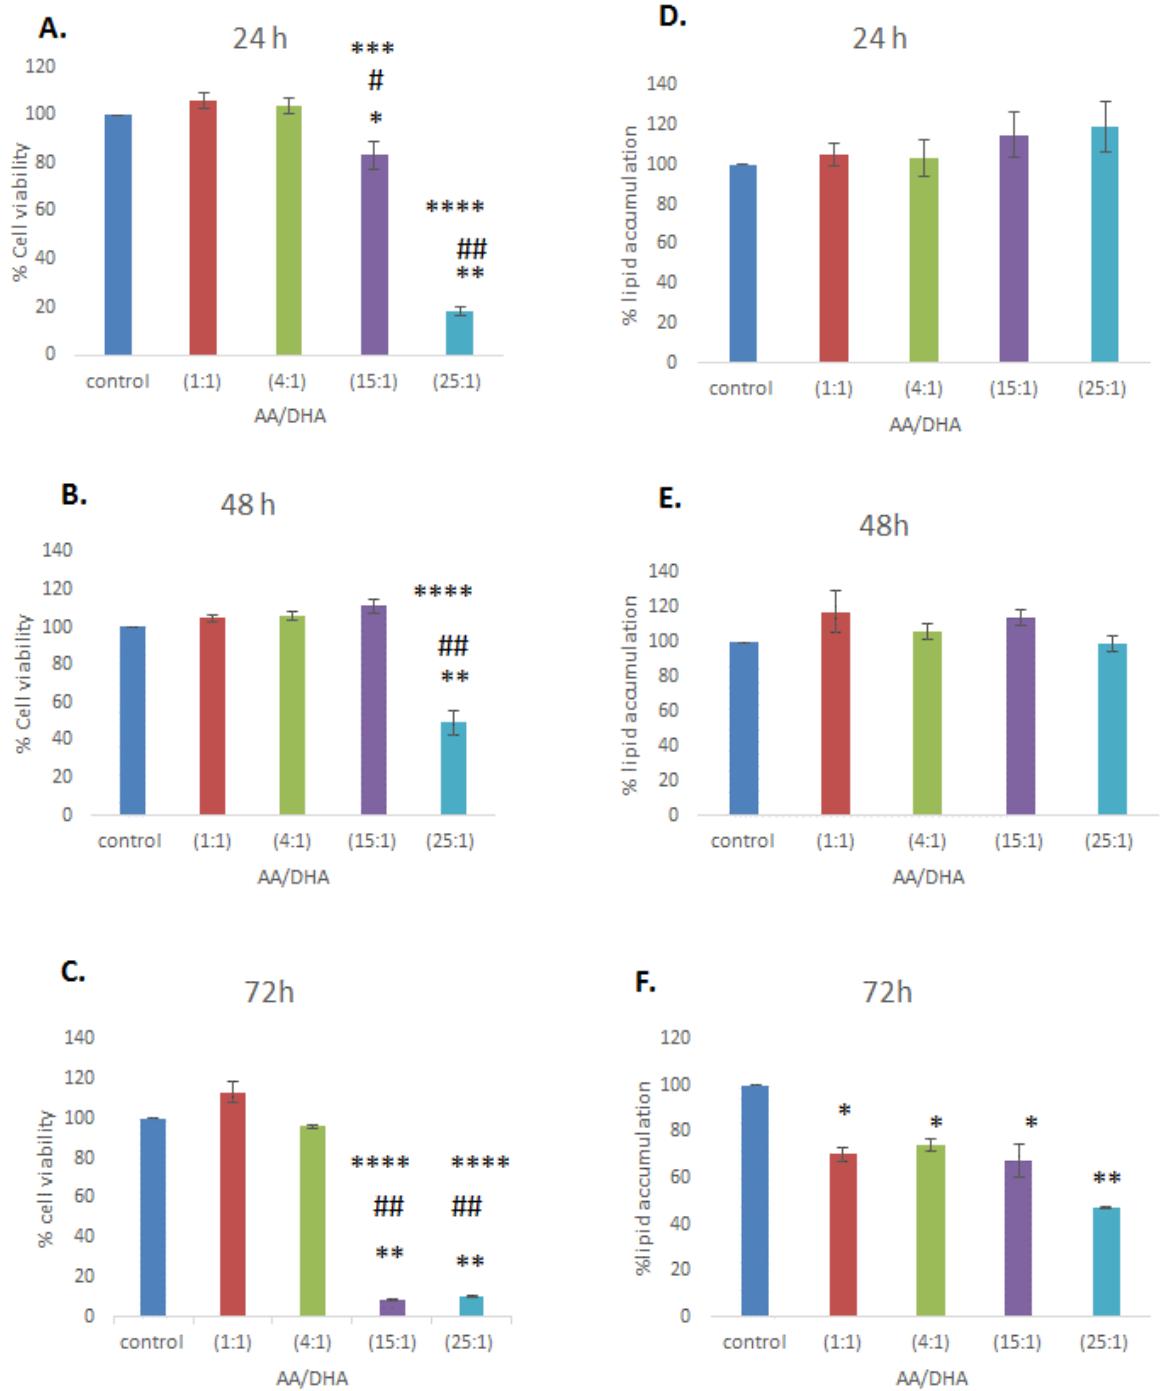 A.
24 h
% Cell viability
120
100
80
60
40
20
0
***
#
*
****
##
**
control (1:1) (4:1) (15:1) (25:1)
AA/DHA
D.
24 h
% lipid accumulation
140
120
100
80
60
40
20
0
control (1:1) (4:1) (15:1) (25:1)
AA/DHA
B.
48 h
% Cell viability
140
120
100
80
60
40
20
0
****
##
**
control (1:1) (4:1) (15:1) (25:1)
AA/DHA
E.
48h
% lipid accumulation
140
120
100
80
60
40
20
0
control (1:1) (4:1) (15:1) (25:1)
AA/DHA
C.
72h
% cell viability
140
120
100
80
60
40
20
0
**** ****
## ##
** **
control (1:1) (4:1) (15:1) (25:1)
AA/DHA
F.
72h
%lipid accumulation
120
100
80
60
40
20
0
* * *
**
control (1:1) (4:1) (15:1) (25:1)
AA/DHA